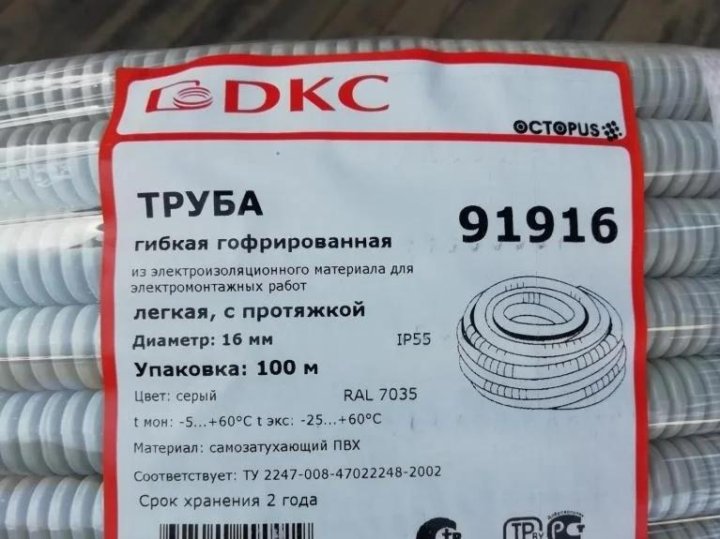 DKC
OCTOPUS
ТРУБА
91916
гибкая гофрированная
из электроизоляционного материала для
электромонтажных работ
легкая, с протяжкой
Диаметр: 16 мм IP55
Упаковка: 100 м
Цвет: серый RAL 7035
t мон: -5...+60°C t экс: -25...+60°C
Материал: самозатухающий ПВХ
Соответствует: ТУ 2247-008-47022248-2002
Срок хранения 2 года